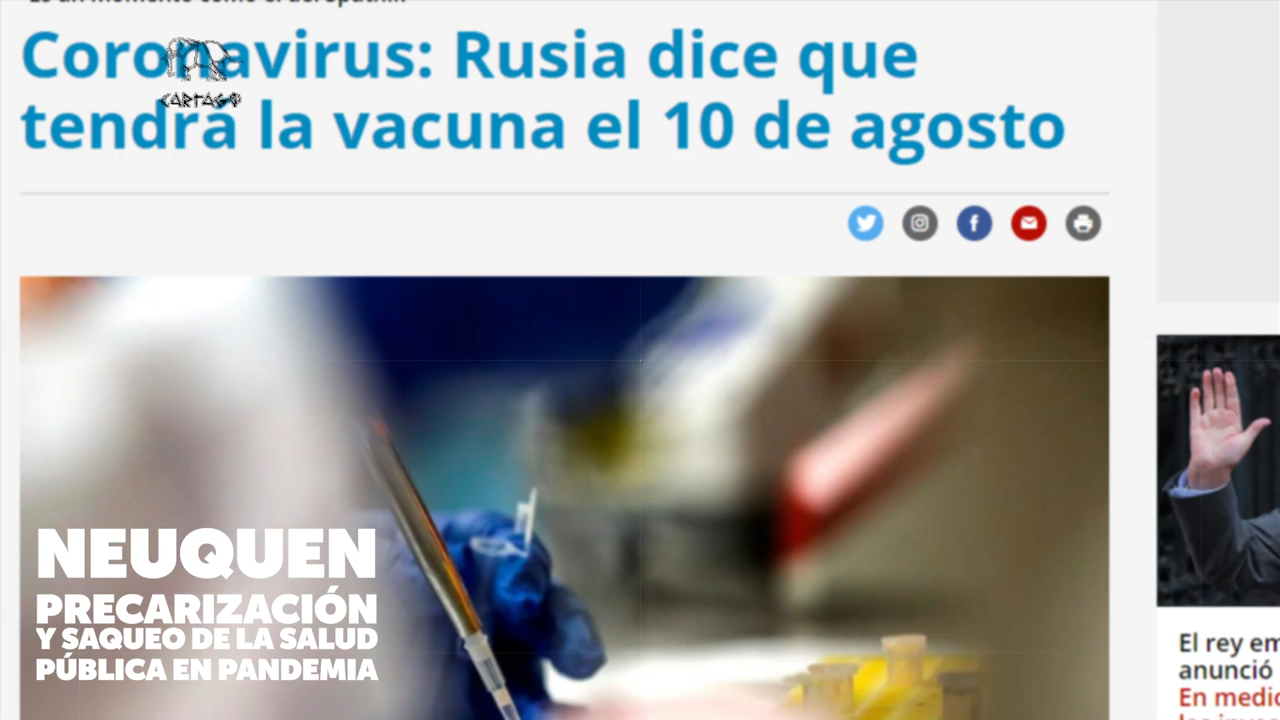 Coronavirus: Rusia dice que
tendrá la vacuna el 10 de agosto
CARTAGO
NEUQUEN
PRECARIZACIÓN
Y SAQUEO DE LA SALUD
PÚBLICA EN PANDEMIA
El rey em
anunció
En medio